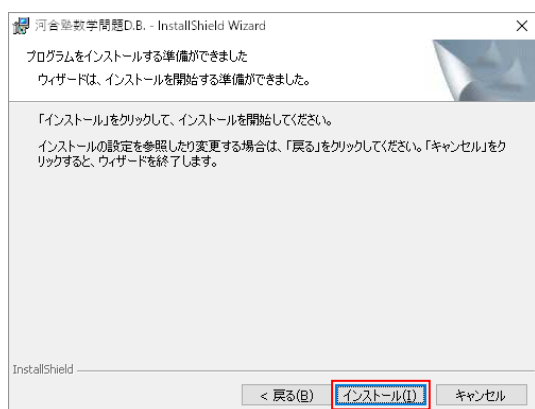 河合塾数学問題D.B. - InstallShield Wizard
プログラムをインストールする準備ができました
ウィザードは、インストールを開始する準備ができました。
「インストール」をクリックして、インストールを開始してください。
インストールの設定を参照したり変更する場合は、「戻る」をクリックしてください。「キャンセル」をク
リックすると、ウィザードを終了します。
InstallShield
< 戻る(B) インストール(I) キャンセル